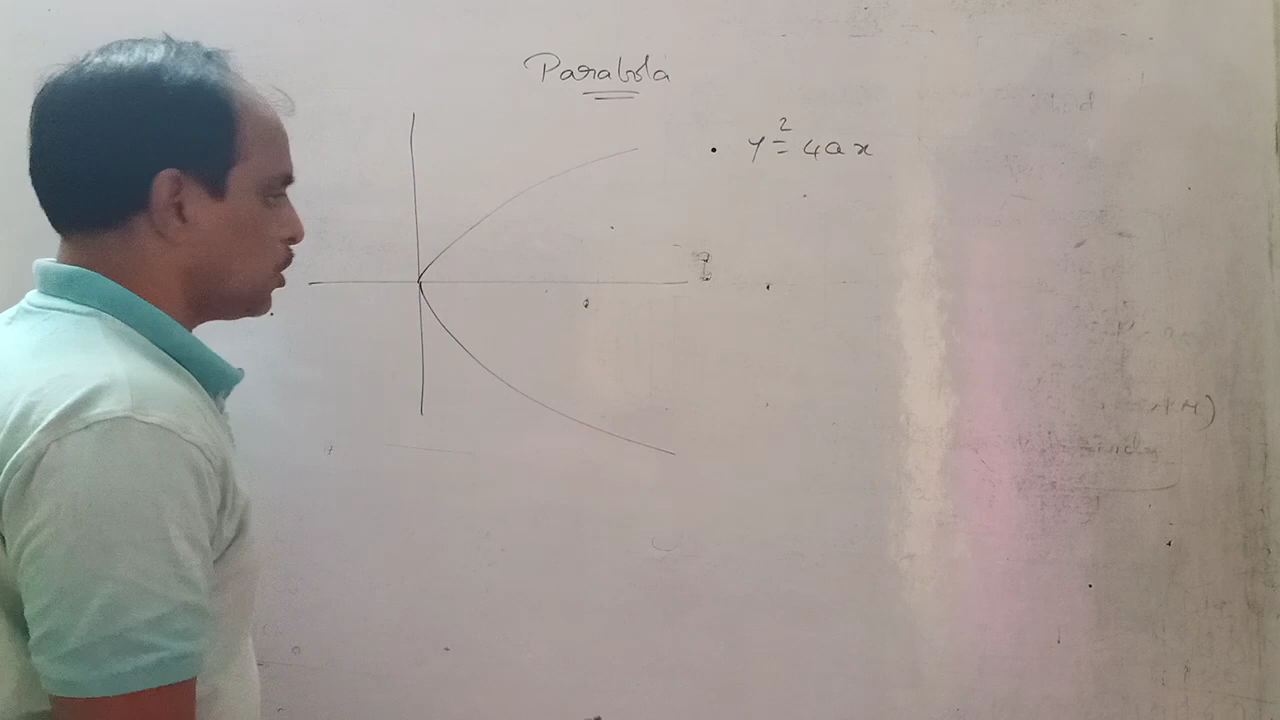 Parabola
• y² = 4ax